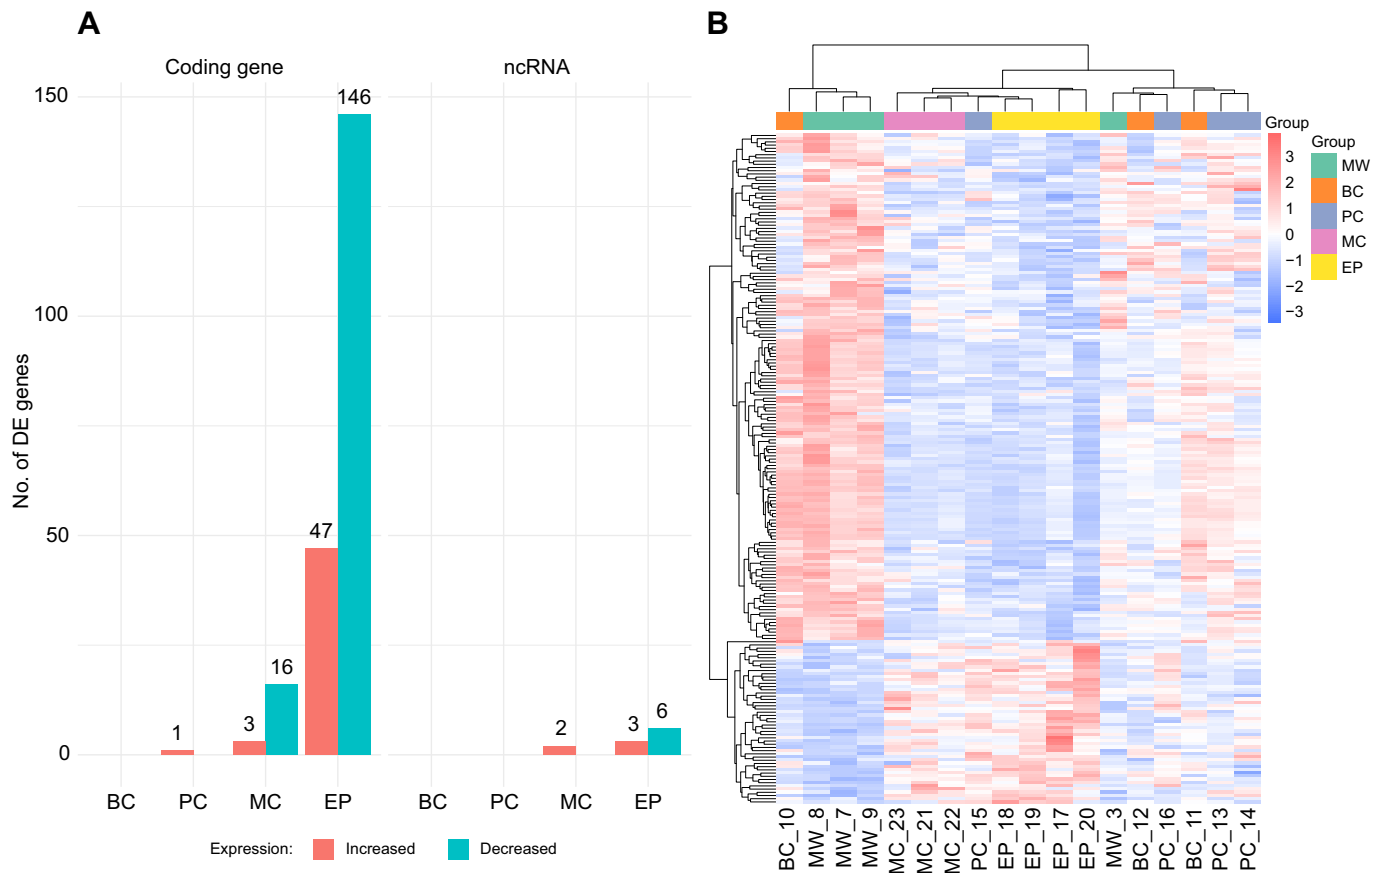 A
Coding gene
ncRNA
No. of DE genes
150
100
50
0
146
47
16
3
1
2
3
6
BC
PC
MC
EP
BC
PC
MC
EP
Expression:
Increased
Decreased
B
Group
3
2
1
0
−1
−2
−3
Group
MW
BC
PC
MC
EP
BC_10
MW_8
MW_7
MW_9
MC_23
MC_21
MC_22
PC_15
EP_18
EP_19
EP_17
EP_20
MW_3
BC_12
PC_16
BC_11
PC_13
PC_14